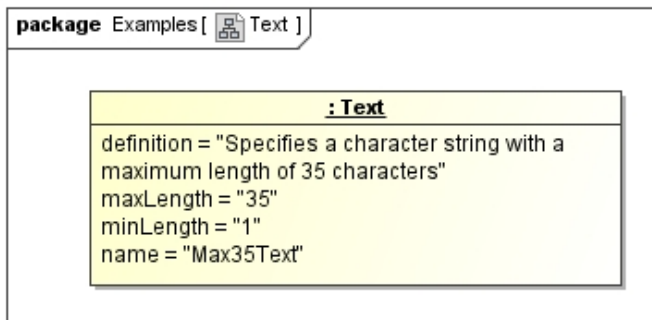 package Examples [ Text ]
: Text
definition = "Specifies a character string with a
maximum length of 35 characters"
maxLength = "35"
minLength = "1"
name = "Max35Text"